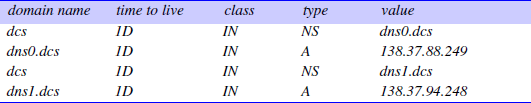 domain name time to live class type value
dcs 1D IN NS dns0.dcs
dns0.dcs 1D IN A 138.37.88.249
dcs 1D IN NS dns1.dcs
dns1.dcs 1D IN A 138.37.94.248